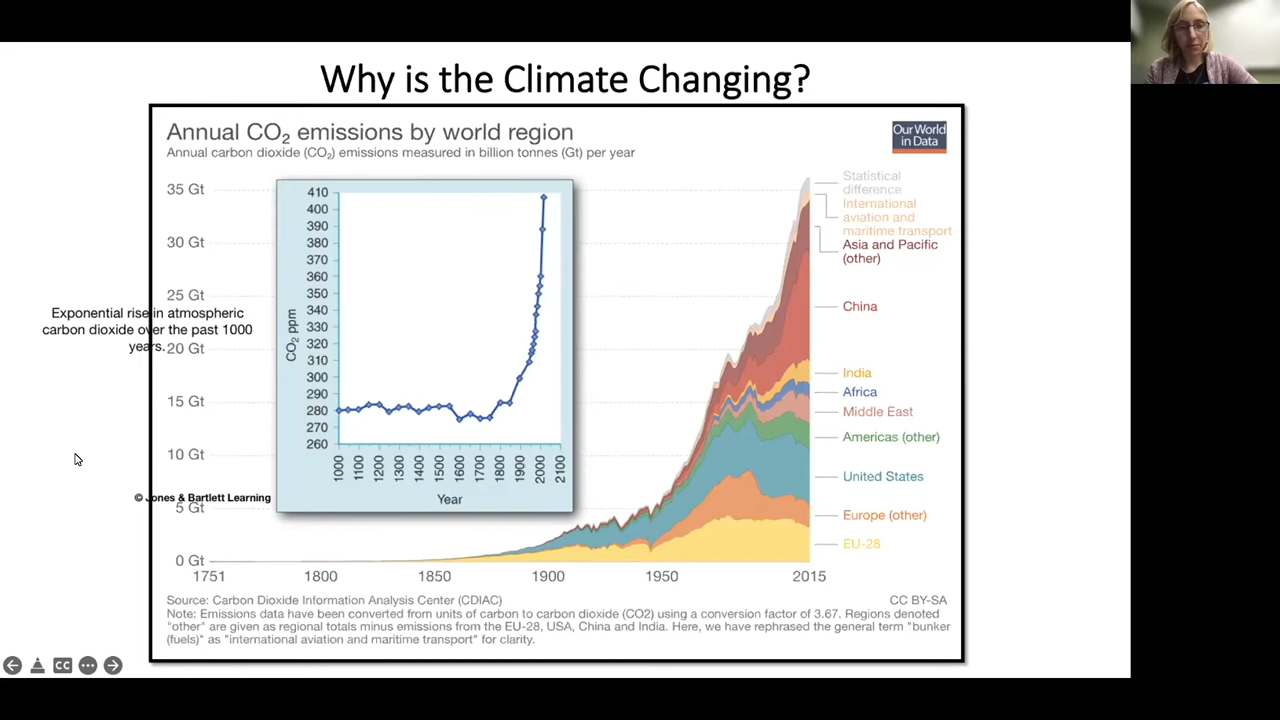 Why is the Climate Changing?
Annual CO₂ emissions by world region
Annual carbon dioxide (CO₂) emissions measured in billion tonnes (Gt) per year
Our World
in Data
35 Gt
30 Gt
25 Gt
20 Gt
15 Gt
10 Gt
5 Gt
0 Gt
1751
1800
1850
1900
1950
2015
Exponential rise in atmospheric
carbon dioxide over the past 1000
years.
© Jones & Bartlett Learning
CO₂ ppm
410
400
390
380
370
360
350
340
330
320
310
300
290
280
270
260
1000
1100
1200
1300
1400
1500
1600
1700
1800
1900
2000
2100
Year
Statistical
difference
International
aviation and
maritime transport
Asia and Pacific
(other)
China
India
Africa
Middle East
Americas (other)
United States
Europe (other)
EU-28
Source: Carbon Dioxide Information Analysis Center (CDIAC)
CC BY-SA
Note: Emissions data have been converted from units of carbon to carbon dioxide (CO2) using a conversion factor of 3.67. Regions denoted
"other" are given as regional totals minus emissions from the EU-28, USA, China and India. Here, we have rephrased the general term "bunker
(fuels)" as "international aviation and maritime transport" for clarity.
CC